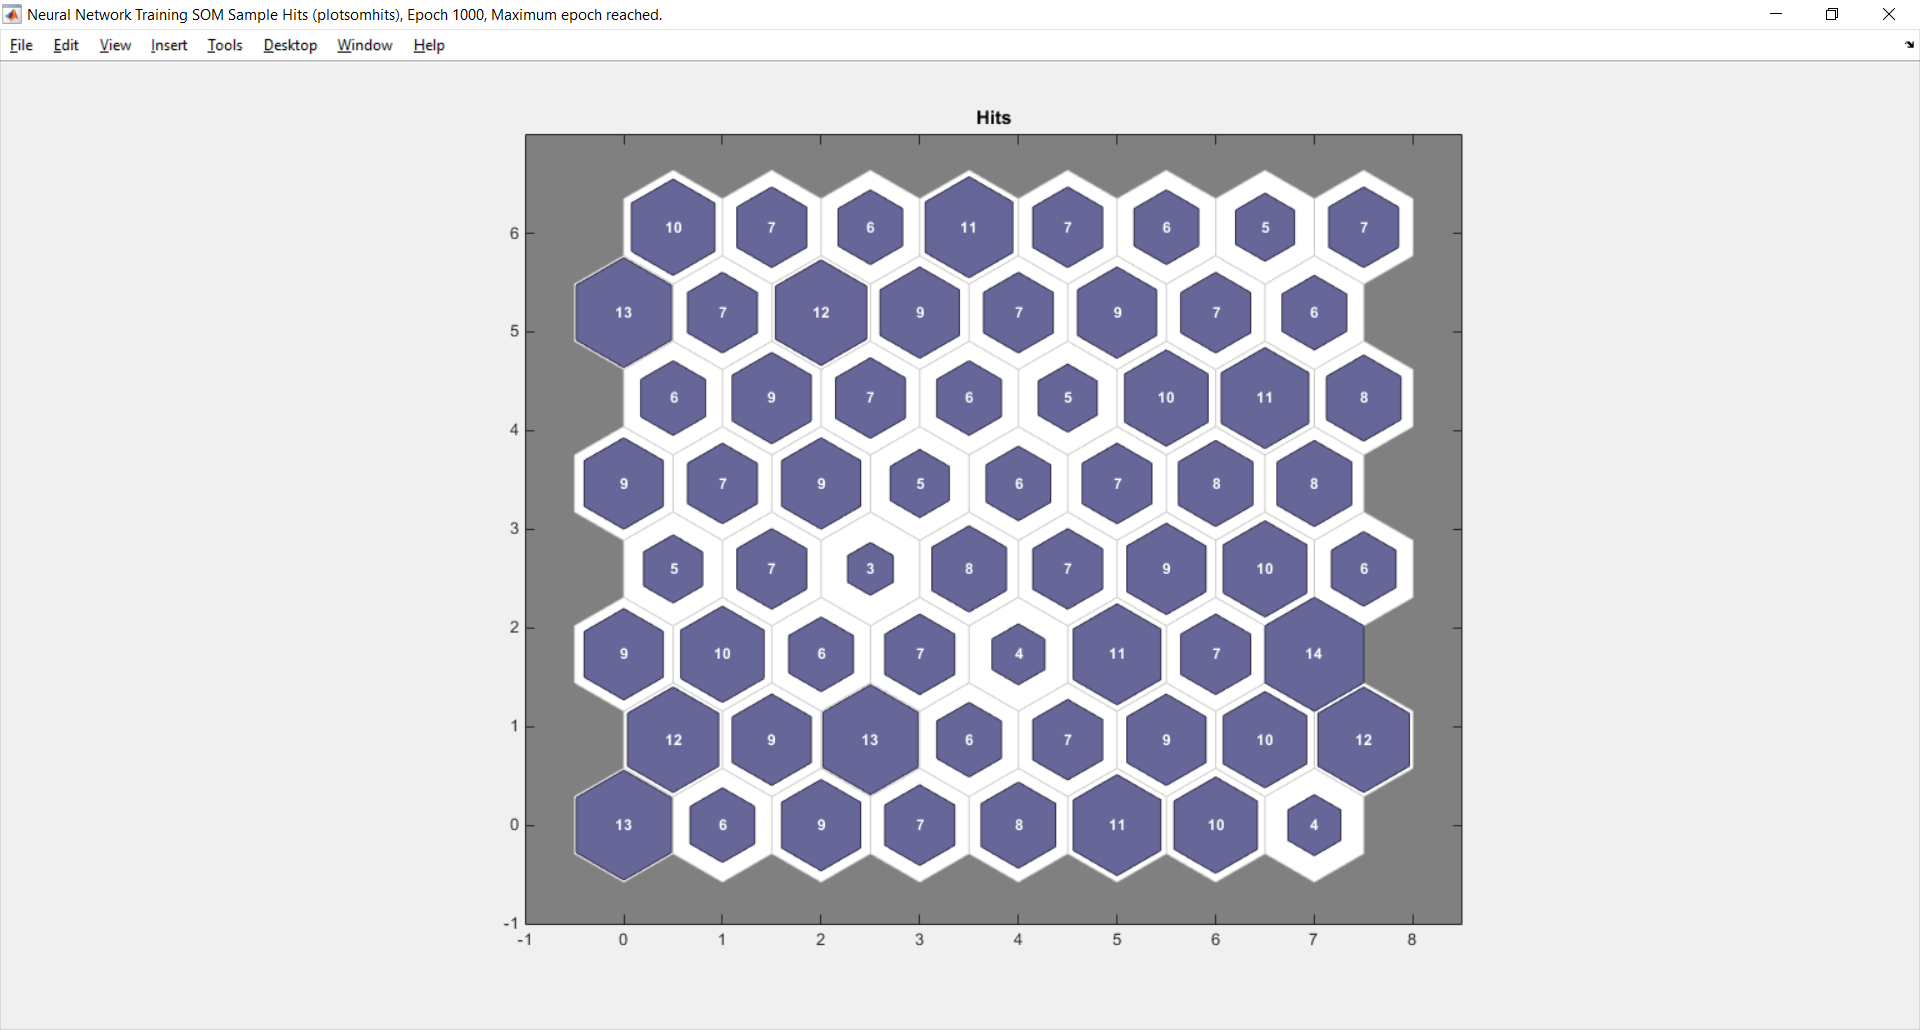 Neural Network Training SOM Sample Hits (plotsomhits), Epoch 1000, Maximum epoch reached.
File Edit View Insert Tools Desktop Window Help
Hits
6 10 7 6 11 7 6 5 7
5 13 7 12 9 7 9 7 6
6 9 7 6 5 10 11 8
4
9 7 9 5 6 7 8 8
3
5 7 3 8 7 9 10 6
2
9 10 6 7 4 11 7 14
1 12 9 13 6 7 9 10 12
0 13 6 9 7 8 11 10 4
-1
-1 0 1 2 3 4 5 6 7 8